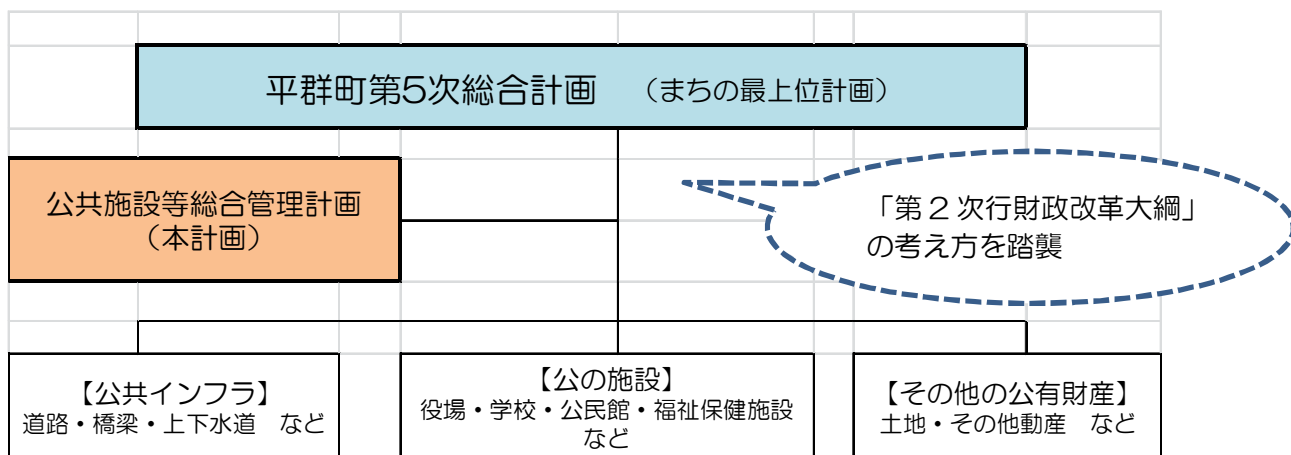 平群町第5次総合計画　（まちの最上位計画）
公共施設等総合管理計画
（本計画）
「第２次行財政改革大綱」
の考え方を踏襲
【公共インフラ】
道路・橋梁・上下水道　など
【公の施設】
役場・学校・公民館・福祉保健施設
など
【その他の公有財産】
土地・その他動産　など